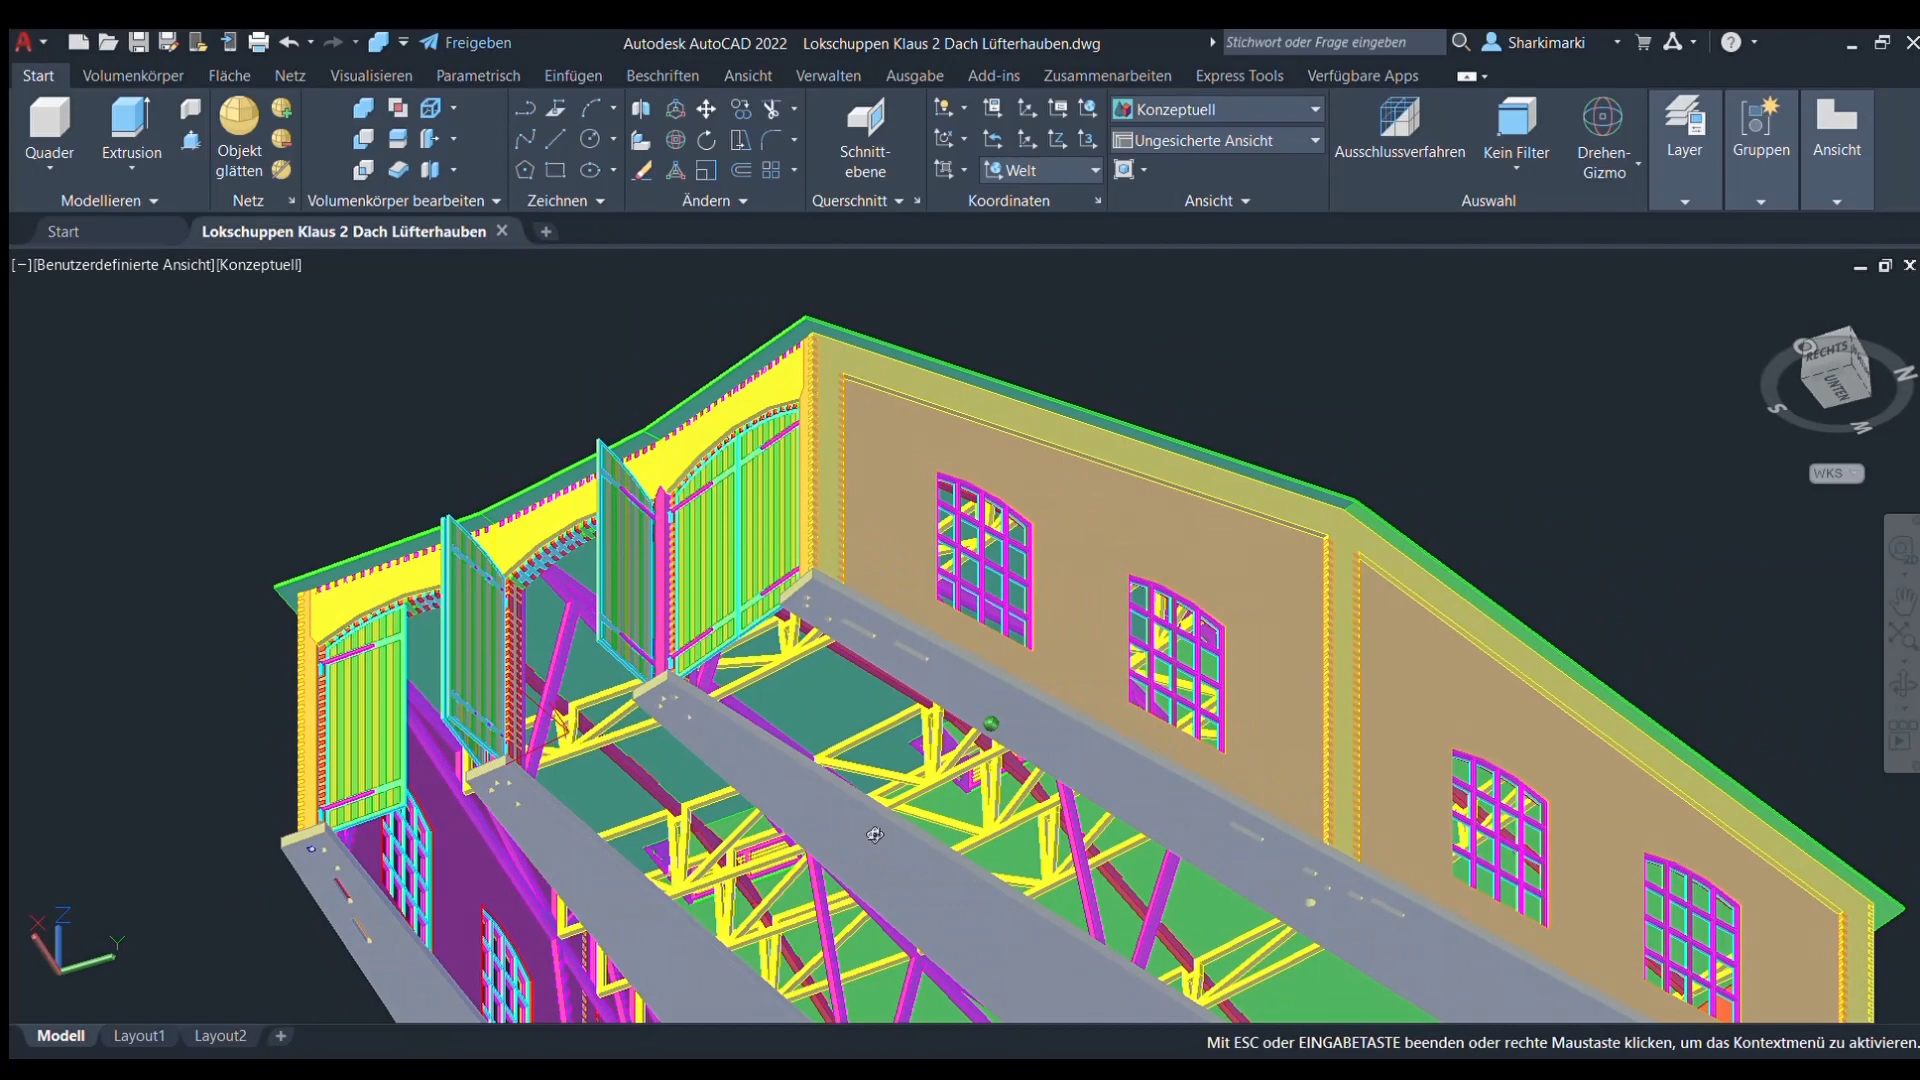 Freigeben
Autodesk AutoCAD 2022 Lokschuppen Klaus 2 Dach Lüfterhauben.dwg
Stichwort oder Frage eingeben
Sharkimarki
Start Volumenkörper Fläche Netz Visualisieren Parametrisch Einfügen Beschriften Ansicht Verwalten Ausgabe Add-ins Zusammenarbeiten Express Tools Verfügbare Apps
Quader
Extrusion
Objekt
glätten
Schnitt-
ebene
Welt
Konzeptuell
Ungesicherte Ansicht
Ausschlussverfahren
Kein Filter
Drehen-
Gizmo
Layer
Gruppen
Ansicht
Modellieren Netz Volumenkörper bearbeiten Zeichnen Ändern Querschnitt Koordinaten Ansicht Auswahl
Start
Lokschuppen Klaus 2 Dach Lüfterhauben
[−][Benutzerdefinierte Ansicht][Konzeptuell]
RECHTS
UNTEN
N
S
W
WKS
X
Z
Y
Modell Layout1 Layout2
Mit ESC oder EINGABETASTE beenden oder rechte Maustaste klicken, um das Kontextmenü zu aktivieren.